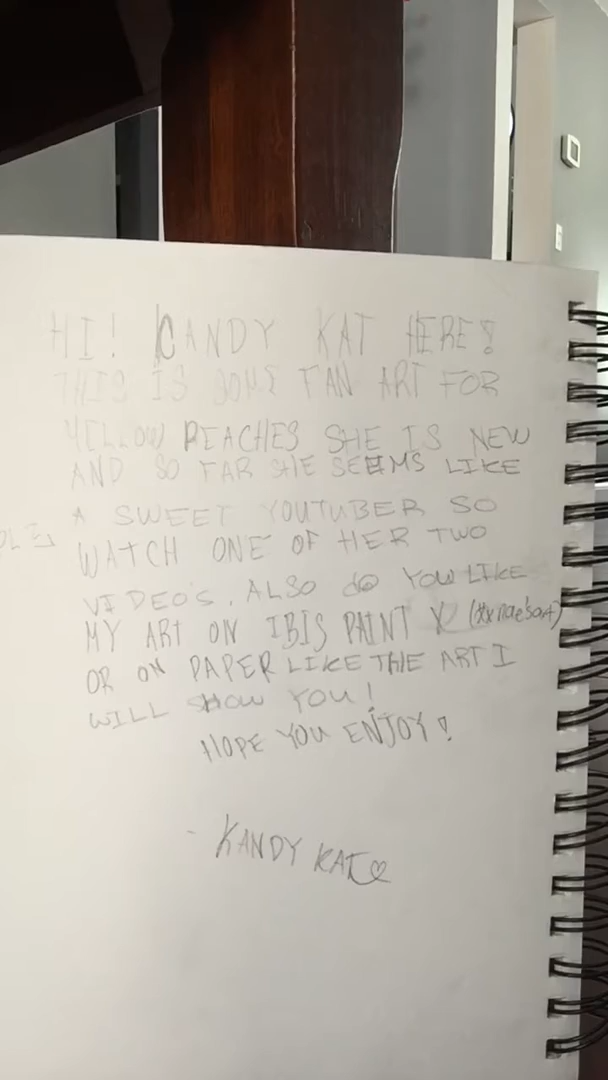 HI! CANDY KAT HERE!
THIS IS SOME FAN ART FOR
YELLOW PEACHES SHE IS NEW
AND SO FAR SHE SEEMS LIKE
A SWEET YOUTUBER SO
WATCH ONE OF HER TWO
VIDEOS. ALSO do YOU LIKE
MY ART ON IBIS PAINT X
OR ON PAPER LIKE THE ART I
WILL SHOW YOU!
HOPE YOU ENJOY!
- KANDY KAT